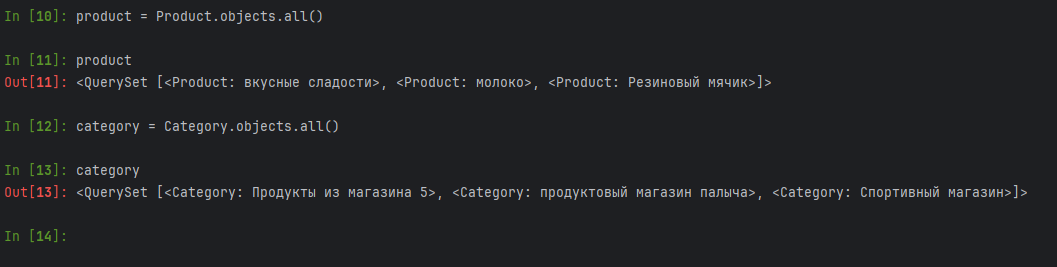 In [10]: product = Product.objects.all()
In [11]: product
Out[11]: <QuerySet [<Product: вкусные сладости>, <Product: молоко>, <Product: Резиновый мячик>]>
In [12]: category = Category.objects.all()
In [13]: category
Out[13]: <QuerySet [<Category: Продукты из магазина 5>, <Category: продуктовый магазин палыча>, <Category: Спортивный магазин>]>
In [14]: